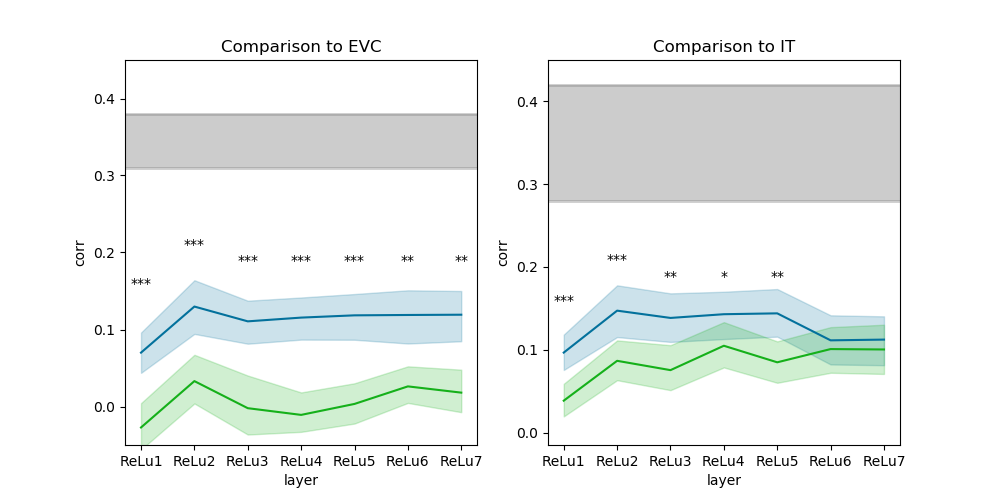 Comparison to EVC
corr
0.4
0.3
0.2
0.1
0.0
***
***
***
***
***
**
**
ReLu1 ReLu2 ReLu3 ReLu4 ReLu5 ReLu6 ReLu7
layer
Comparison to IT
corr
0.4
0.3
0.2
0.1
0.0
***
***
**
*
**
ReLu1 ReLu2 ReLu3 ReLu4 ReLu5 ReLu6 ReLu7
layer